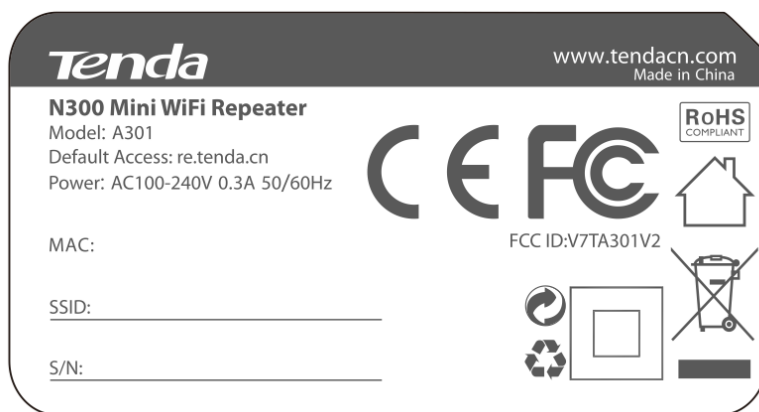 Tenda
www.tendacn.com
Made in China
N300 Mini WiFi Repeater
Model: A301
Default Access: re.tenda.cn
Power: AC100-240V 0.3A 50/60Hz
CE FC
RoHS
COMPLIANT
FCC ID:V7TA301V2
MAC:
SSID:
S/N: